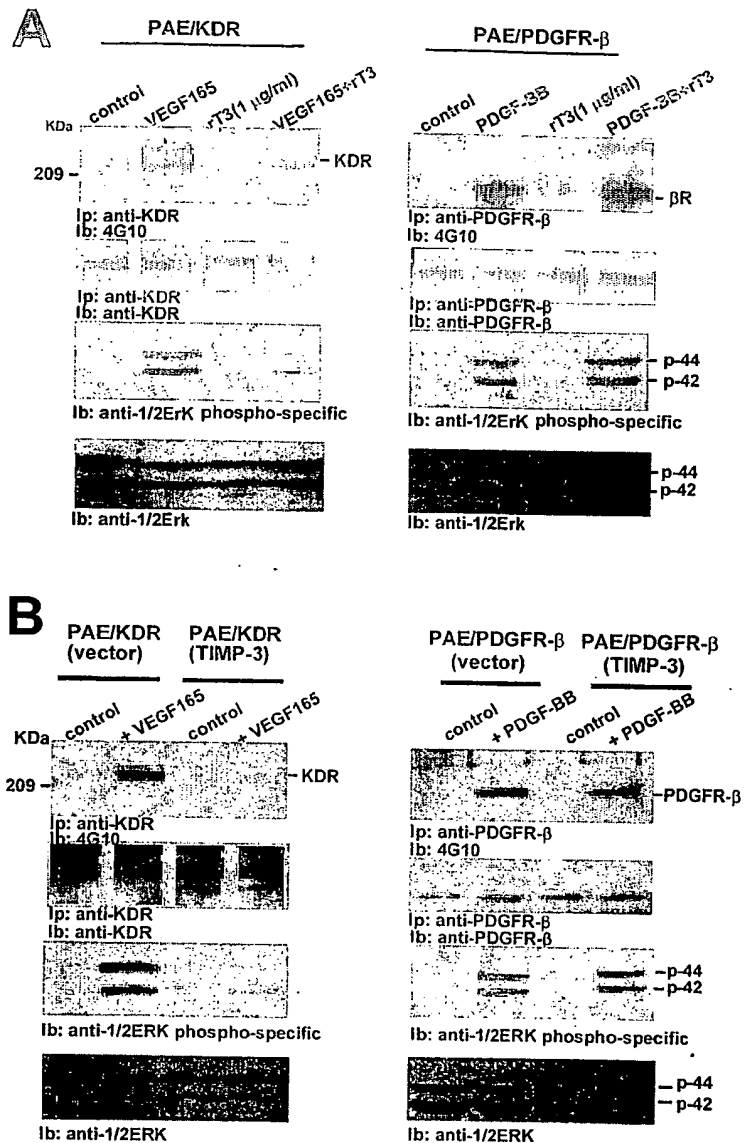 A
PAE/KDR
control VEGF165 rT3(1 µg/ml) VEGF165+rT3
KDa
209
KDR
Ip: anti-KDR
Ib: 4G10
Ip: anti-KDR
Ib: anti-KDR
Ib: anti-1/2ErK phospho-specific
Ib: anti-1/2Erk
PAE/PDGFR-β
control PDGF-BB rT3(1 µg/ml) PDGF-BB+rT3
βR
Ip: anti-PDGFR-β
Ib: 4G10
Ip: anti-PDGFR-β
Ib: anti-PDGFR-β
p-44
p-42
Ib: anti-1/2ErK phospho-specific
p-44
p-42
Ib: anti-1/2Erk
B
PAE/KDR (vector)
PAE/KDR (TIMP-3)
control + VEGF165 control + VEGF165
KDa
209
KDR
Ip: anti-KDR
Ib: 4G10
Ip: anti-KDR
Ib: anti-KDR
Ib: anti-1/2ERK phospho-specific
Ib: anti-1/2ERK
PAE/PDGFR-β (vector)
PAE/PDGFR-β (TIMP-3)
control + PDGF-BB control + PDGF-BB
PDGFR-β
Ip: anti-PDGFR-β
Ib: 4G10
Ip: anti-PDGFR-β
Ib: anti-PDGFR-β
p-44
p-42
Ib: anti-1/2ERK phospho-specific
p-44
p-42
Ib: anti-1/2ERK